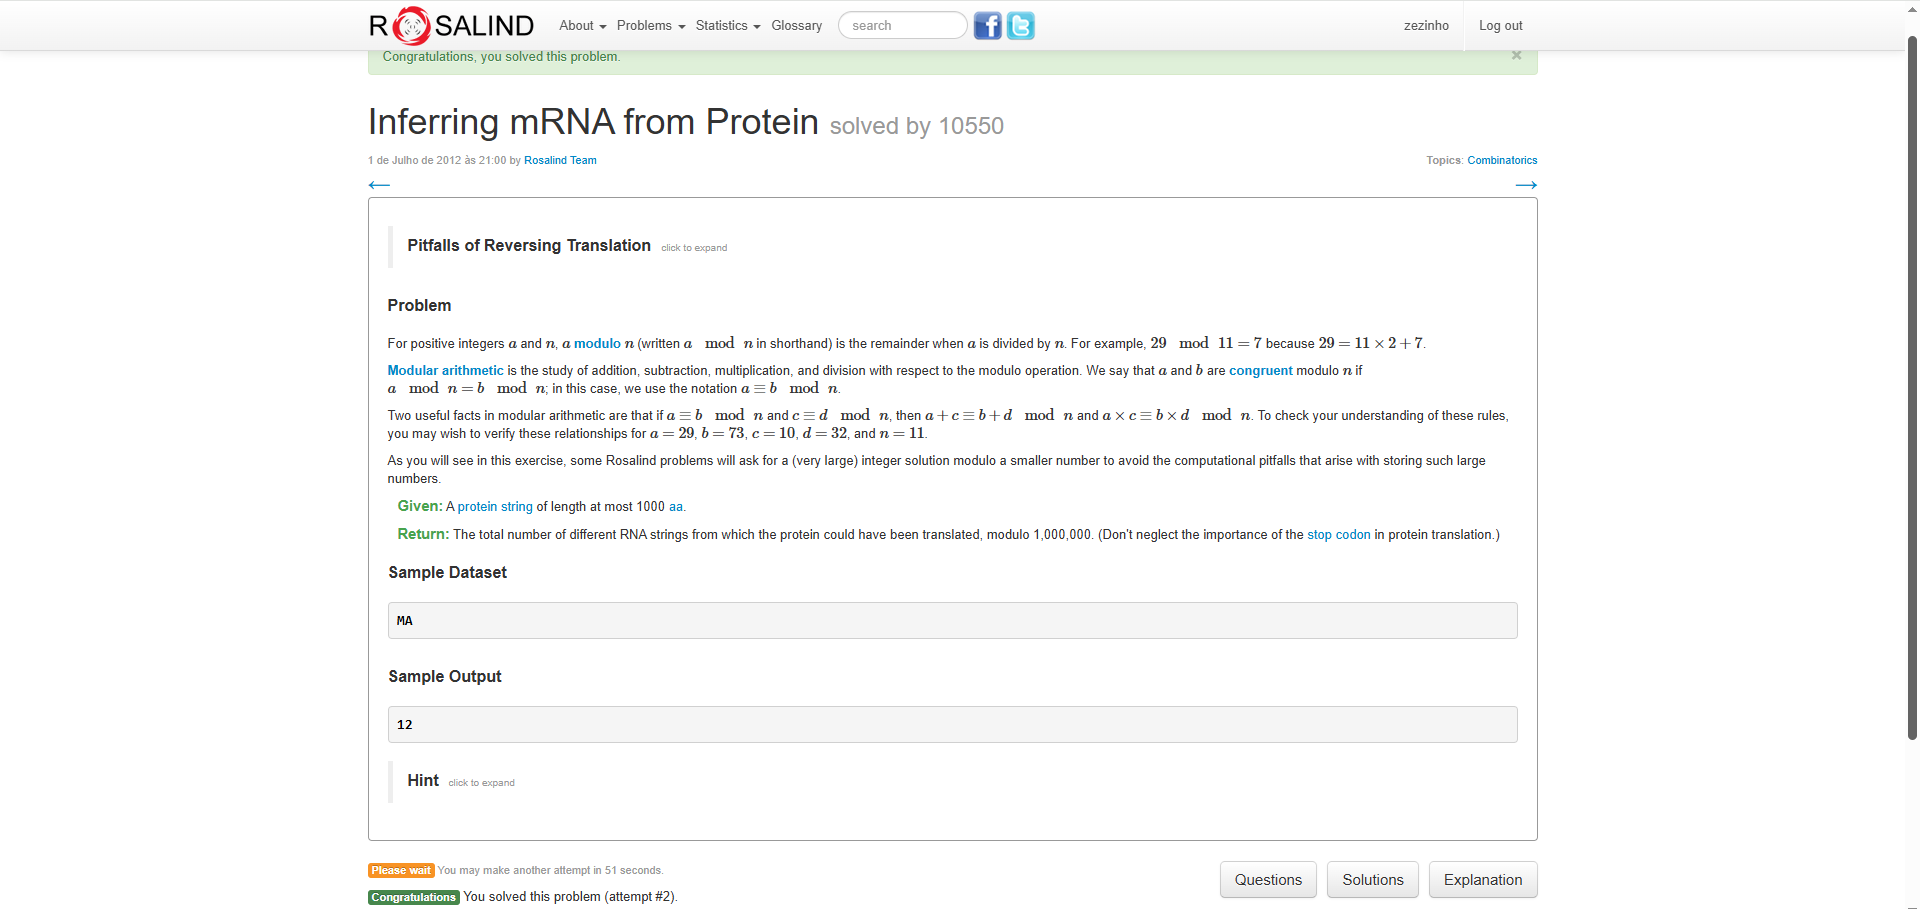 ROSALIND About Problems Statistics Glossary search zezinho Log out
Congratulations, you solved this problem. ×
Inferring mRNA from Protein solved by 10550
1 de Julho de 2012 às 21:00 by Rosalind Team Topics: Combinatorics
← →
Pitfalls of Reversing Translation click to expand
Problem
For positive integers a and n, a modulo n (written a mod n in shorthand) is the remainder when a is divided by n. For example, 29 mod 11 = 7 because 29 = 11 × 2 + 7.
Modular arithmetic is the study of addition, subtraction, multiplication, and division with respect to the modulo operation. We say that a and b are congruent modulo n if
a mod n = b mod n; in this case, we use the notation a ≡ b mod n.
Two useful facts in modular arithmetic are that if a ≡ b mod n and c ≡ d mod n, then a + c ≡ b + d mod n and a × c ≡ b × d mod n. To check your understanding of these rules,
you may wish to verify these relationships for a = 29, b = 73, c = 10, d = 32, and n = 11.
As you will see in this exercise, some Rosalind problems will ask for a (very large) integer solution modulo a smaller number to avoid the computational pitfalls that arise with storing such large
numbers.
Given: A protein string of length at most 1000 aa.
Return: The total number of different RNA strings from which the protein could have been translated, modulo 1,000,000. (Don't neglect the importance of the stop codon in protein translation.)
Sample Dataset
MA
Sample Output
12
Hint click to expand
Please wait You may make another attempt in 51 seconds.
Questions Solutions Explanation
Congratulations You solved this problem (attempt #2).